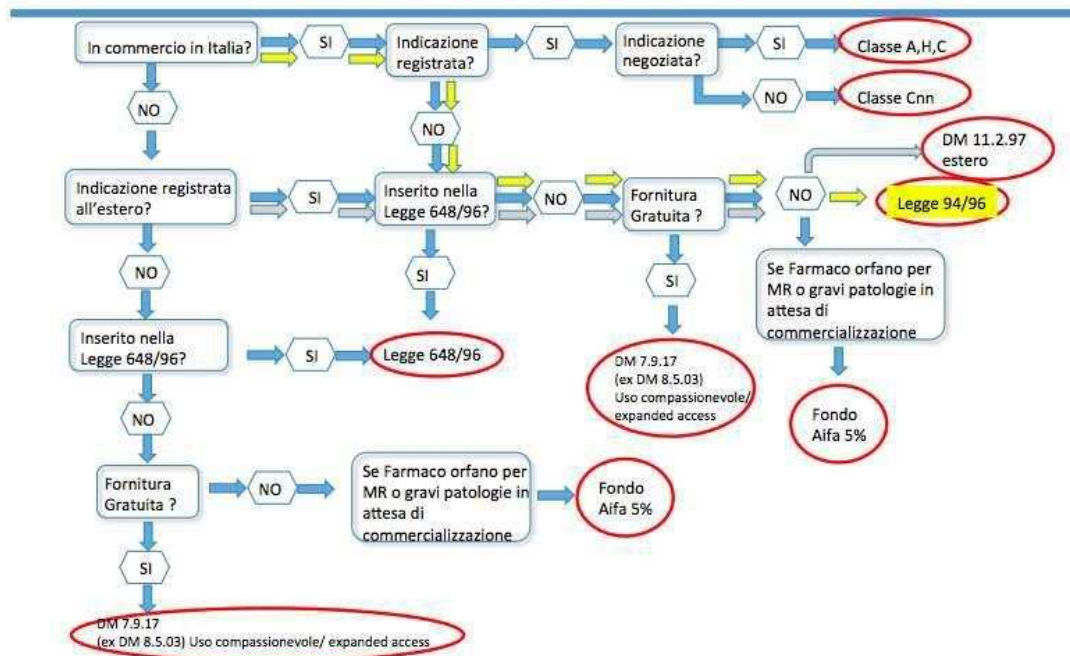 In commercio in Italia?
SI
Indicazione
registrata?
SI
Indicazione
negoziata?
SI
Classe A,H,C
NO
NO
NO
Classe Cnn
DM 11.2.97
estero
Indicazione registrata
all'estero?
SI
Inserito nella
Legge 648/96?
NO
Fornitura
Gratuita ?
NO
Legge 94/96
NO
SI
SI
Se Farmaco orfano per
MR o gravi patologie in
attesa di
commercializzazione
Inserito nella
Legge 648/96?
SI
Legge 648/96
DM 7.9.17
(ex DM 8.5.03)
Uso compassionevole/
expanded access
NO
Fondo
Aifa 5%
Fornitura
Gratuita ?
NO
Se Farmaco orfano per
MR o gravi patologie in
attesa di
commercializzazione
Fondo
Aifa 5%
SI
DM 7.9.17
(ex DM 8.5.03) Uso compassionevole/ expanded access